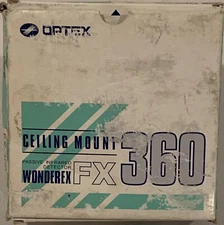 OPTEX
CEILING MOUNT
PASSIVE INFRARED
DETECTOR
WONDEREX FX 360